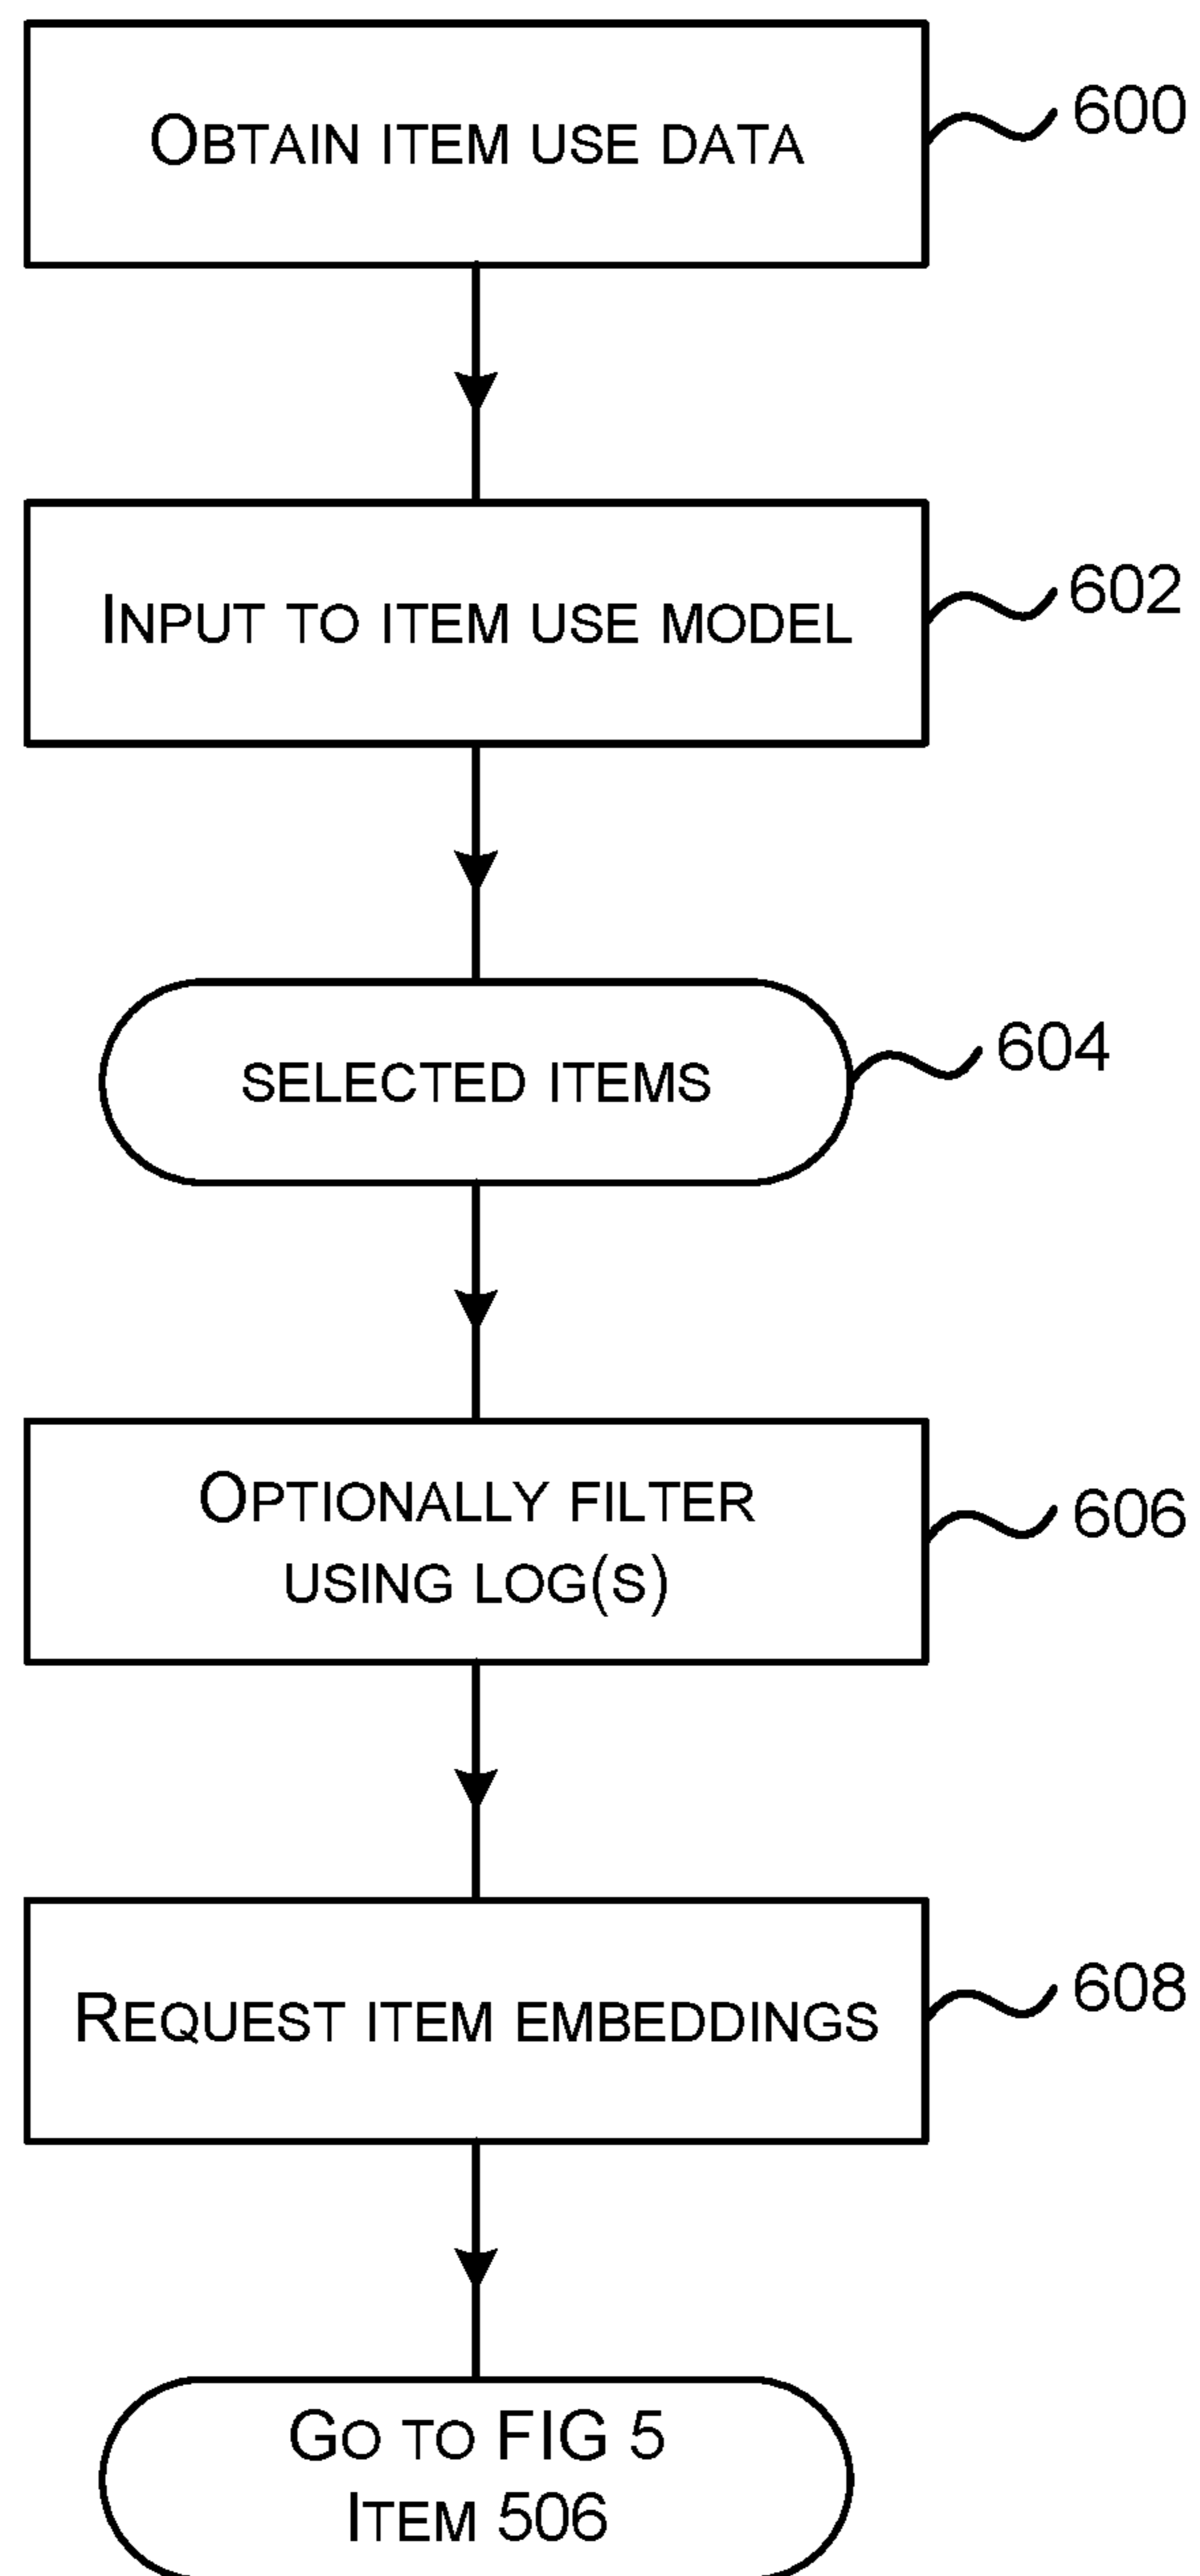 OBTAIN ITEM USE DATA
600
INPUT TO ITEM USE MODEL
602
SELECTED ITEMS
604
OPTIONALLY FILTER
USING LOG(S)
606
REQUEST ITEM EMBEDDINGS
608
GO TO FIG 5
ITEM 506